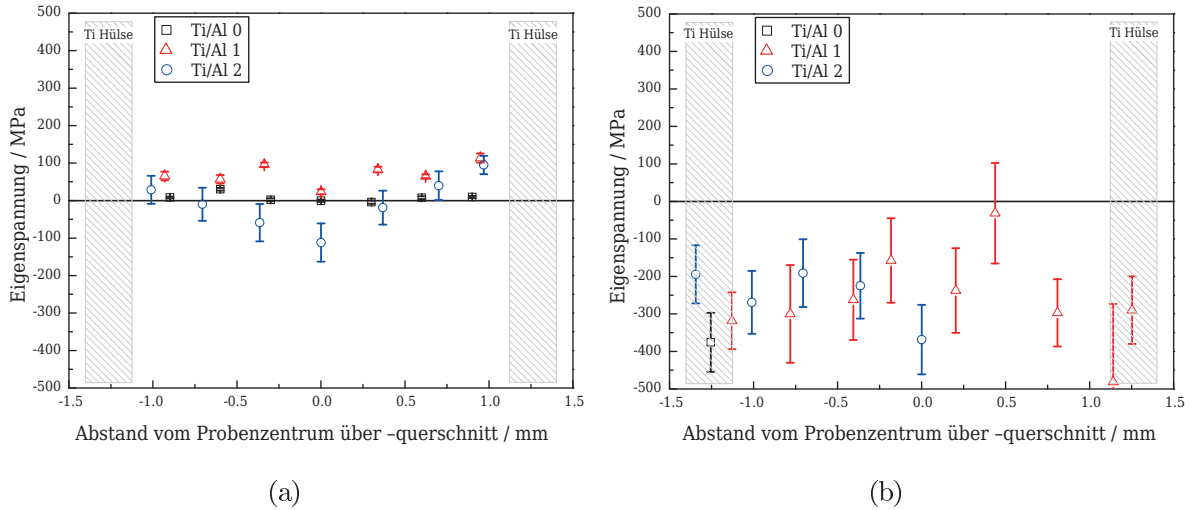 500
400
300
200
100
0
-100
-200
-300
-400
-500
Eigenspannung / MPa
Ti Hülse
Ti/Al 0
Ti/Al 1
Ti/Al 2
Ti Hülse
-1.5
-1.0
-0.5
0.0
0.5
1.0
1.5
Abstand vom Probenzentrum über –querschnitt / mm
(a)
500
400
300
200
100
0
-100
-200
-300
-400
-500
Eigenspannung / MPa
Ti Hülse
Ti/Al 0
Ti/Al 1
Ti/Al 2
Ti Hülse
-1.5
-1.0
-0.5
0.0
0.5
1.0
1.5
Abstand vom Probenzentrum über –querschnitt / mm
(b)